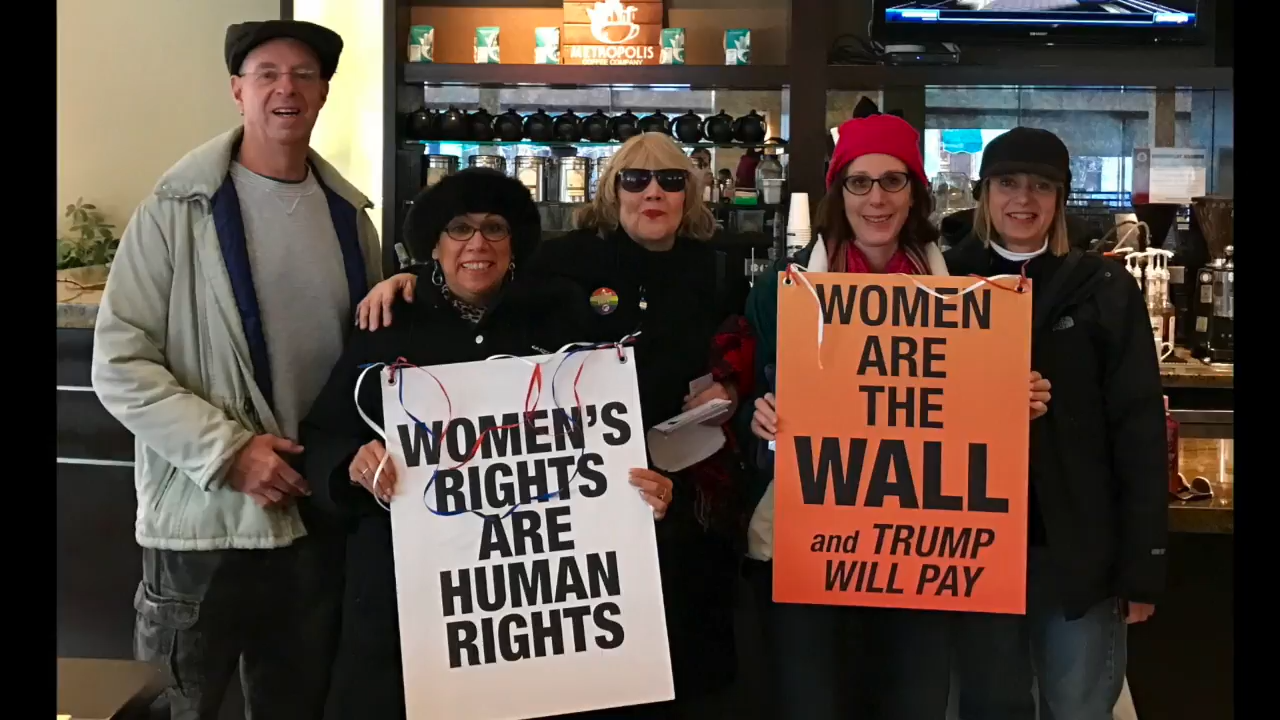 METROPOLIS
COFFEE COMPANY
WOMEN'S
RIGHTS
ARE
HUMAN
RIGHTS
WOMEN
ARE
THE
WALL
and TRUMP
WILL PAY